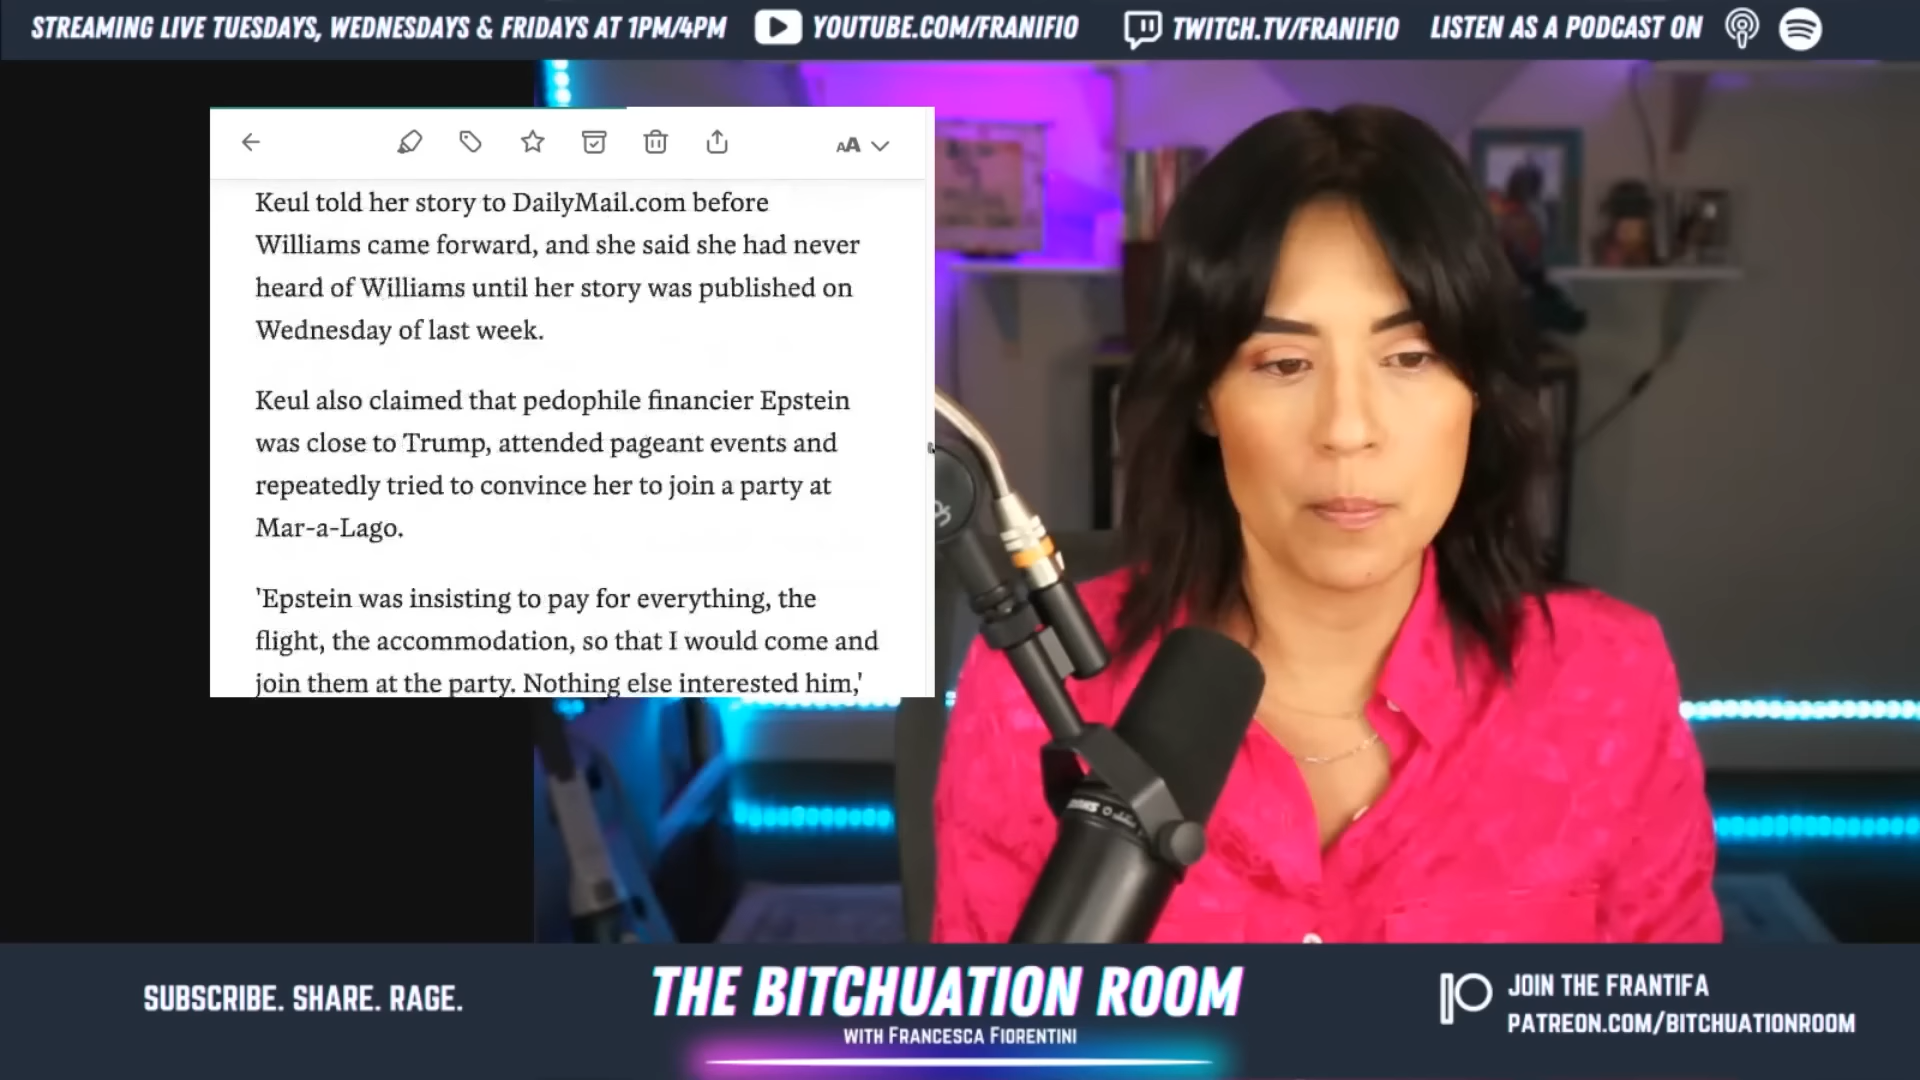 STREAMING LIVE TUESDAYS, WEDNESDAYS & FRIDAYS AT 1PM/4PM
YOUTUBE.COM/FRANIFIO
TWITCH.TV/FRANIFIO
LISTEN AS A PODCAST ON
AA
Keul told her story to DailyMail.com before
Williams came forward, and she said she had never
heard of Williams until her story was published on
Wednesday of last week.
Keul also claimed that pedophile financier Epstein
was close to Trump, attended pageant events and
repeatedly tried to convince her to join a party at
Mar-a-Lago.
'Epstein was insisting to pay for everything, the
flight, the accommodation, so that I would come and
join them at the party. Nothing else interested him,'
SUBSCRIBE. SHARE. RAGE.
THE BITCHUATION ROOM
WITH FRANCESCA FIORENTINI
JOIN THE FRANTIFA
PATREON.COM/BITCHUATIONROOM